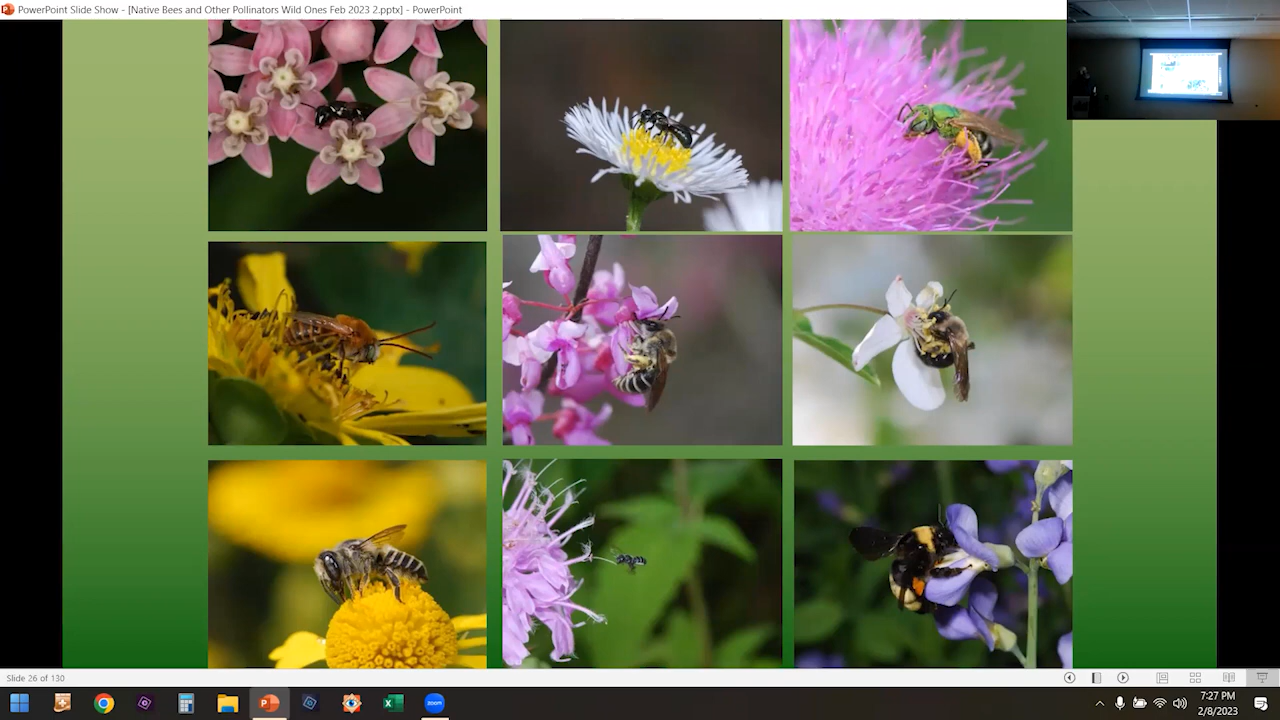 PowerPoint Slide Show - [Native Bees and Other Pollinators Wild Ones Feb 2023 2.pptx] - PowerPoint
Slide 26 of 130
zoom
7:27 PM
2/8/2023